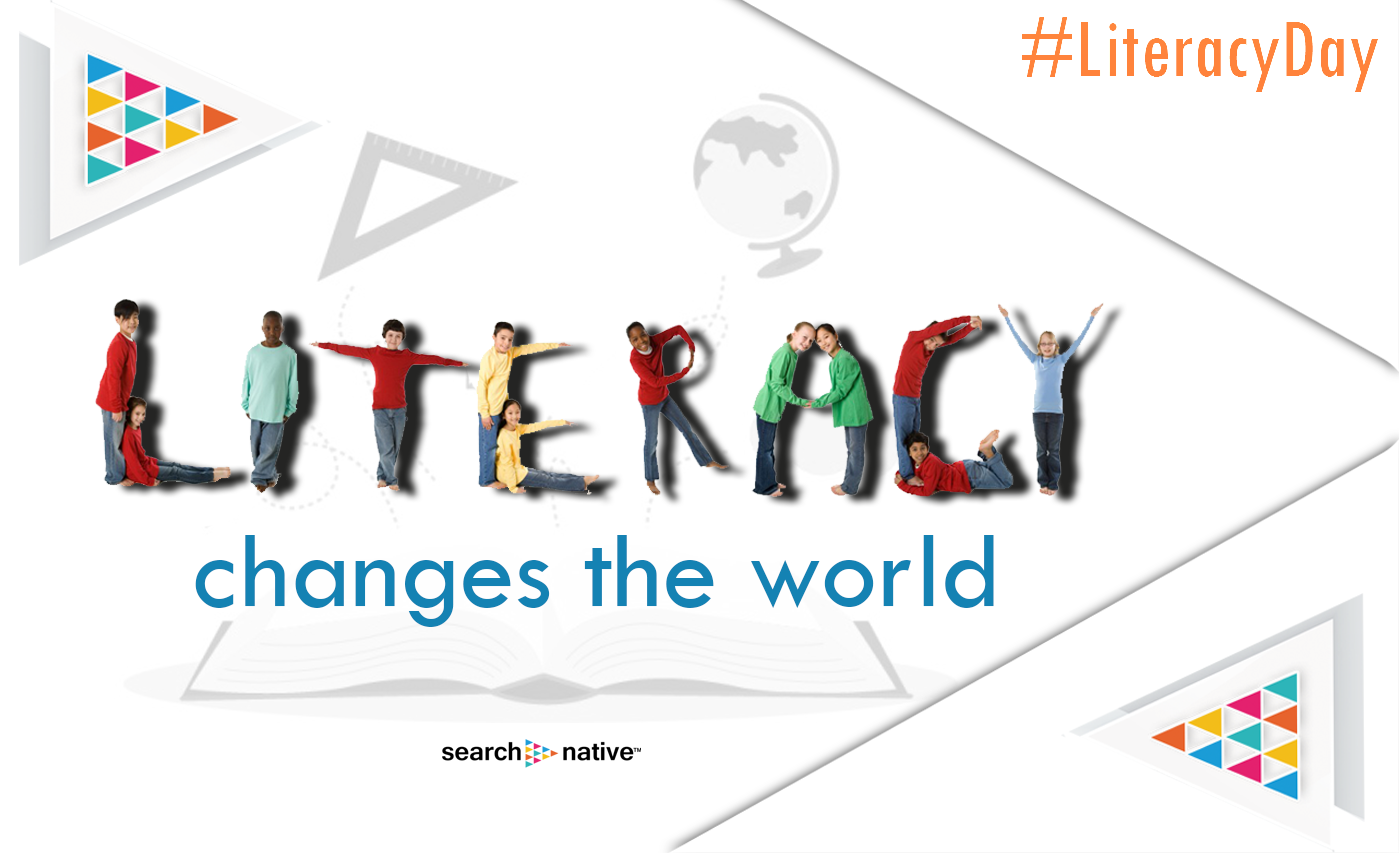 #LiteracyDay
LITERACY
changes the world
search native™